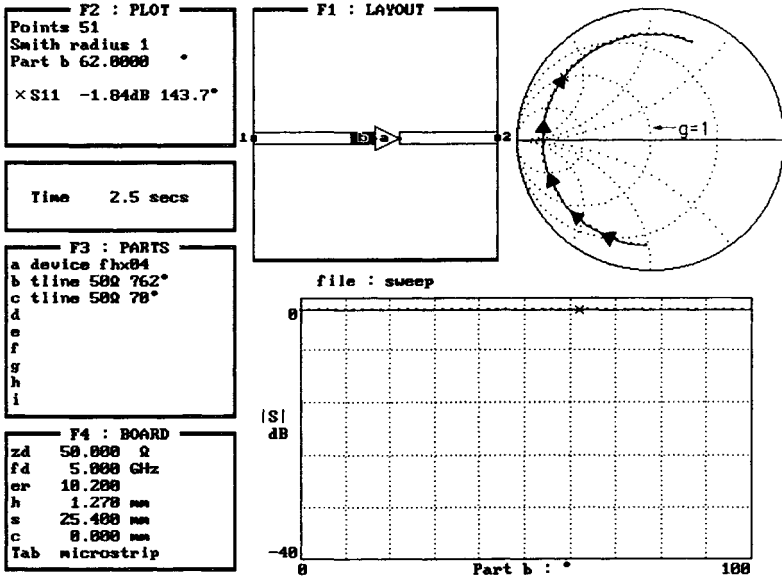 F2 : PLOT
Points 51
Smith radius 1
Part b 62.0000 °
×S11 -1.84dB 143.7°
Time 2.5 secs
F3 : PARTS
a device fhx04
b tline 50Ω ?62°
c tline 50Ω 70°
d
e
f
g
h
i
F4 : BOARD
zd 50.000 Ω
fd 5.000 GHz
er 10.200
h 1.270 mm
s 25.400 mm
c 0.000 mm
Tab microstrip
F1 : LAYOUT
1
b
a
2
g=1
file : sweep
0
|S|
dB
-40
0
Part b : °
100